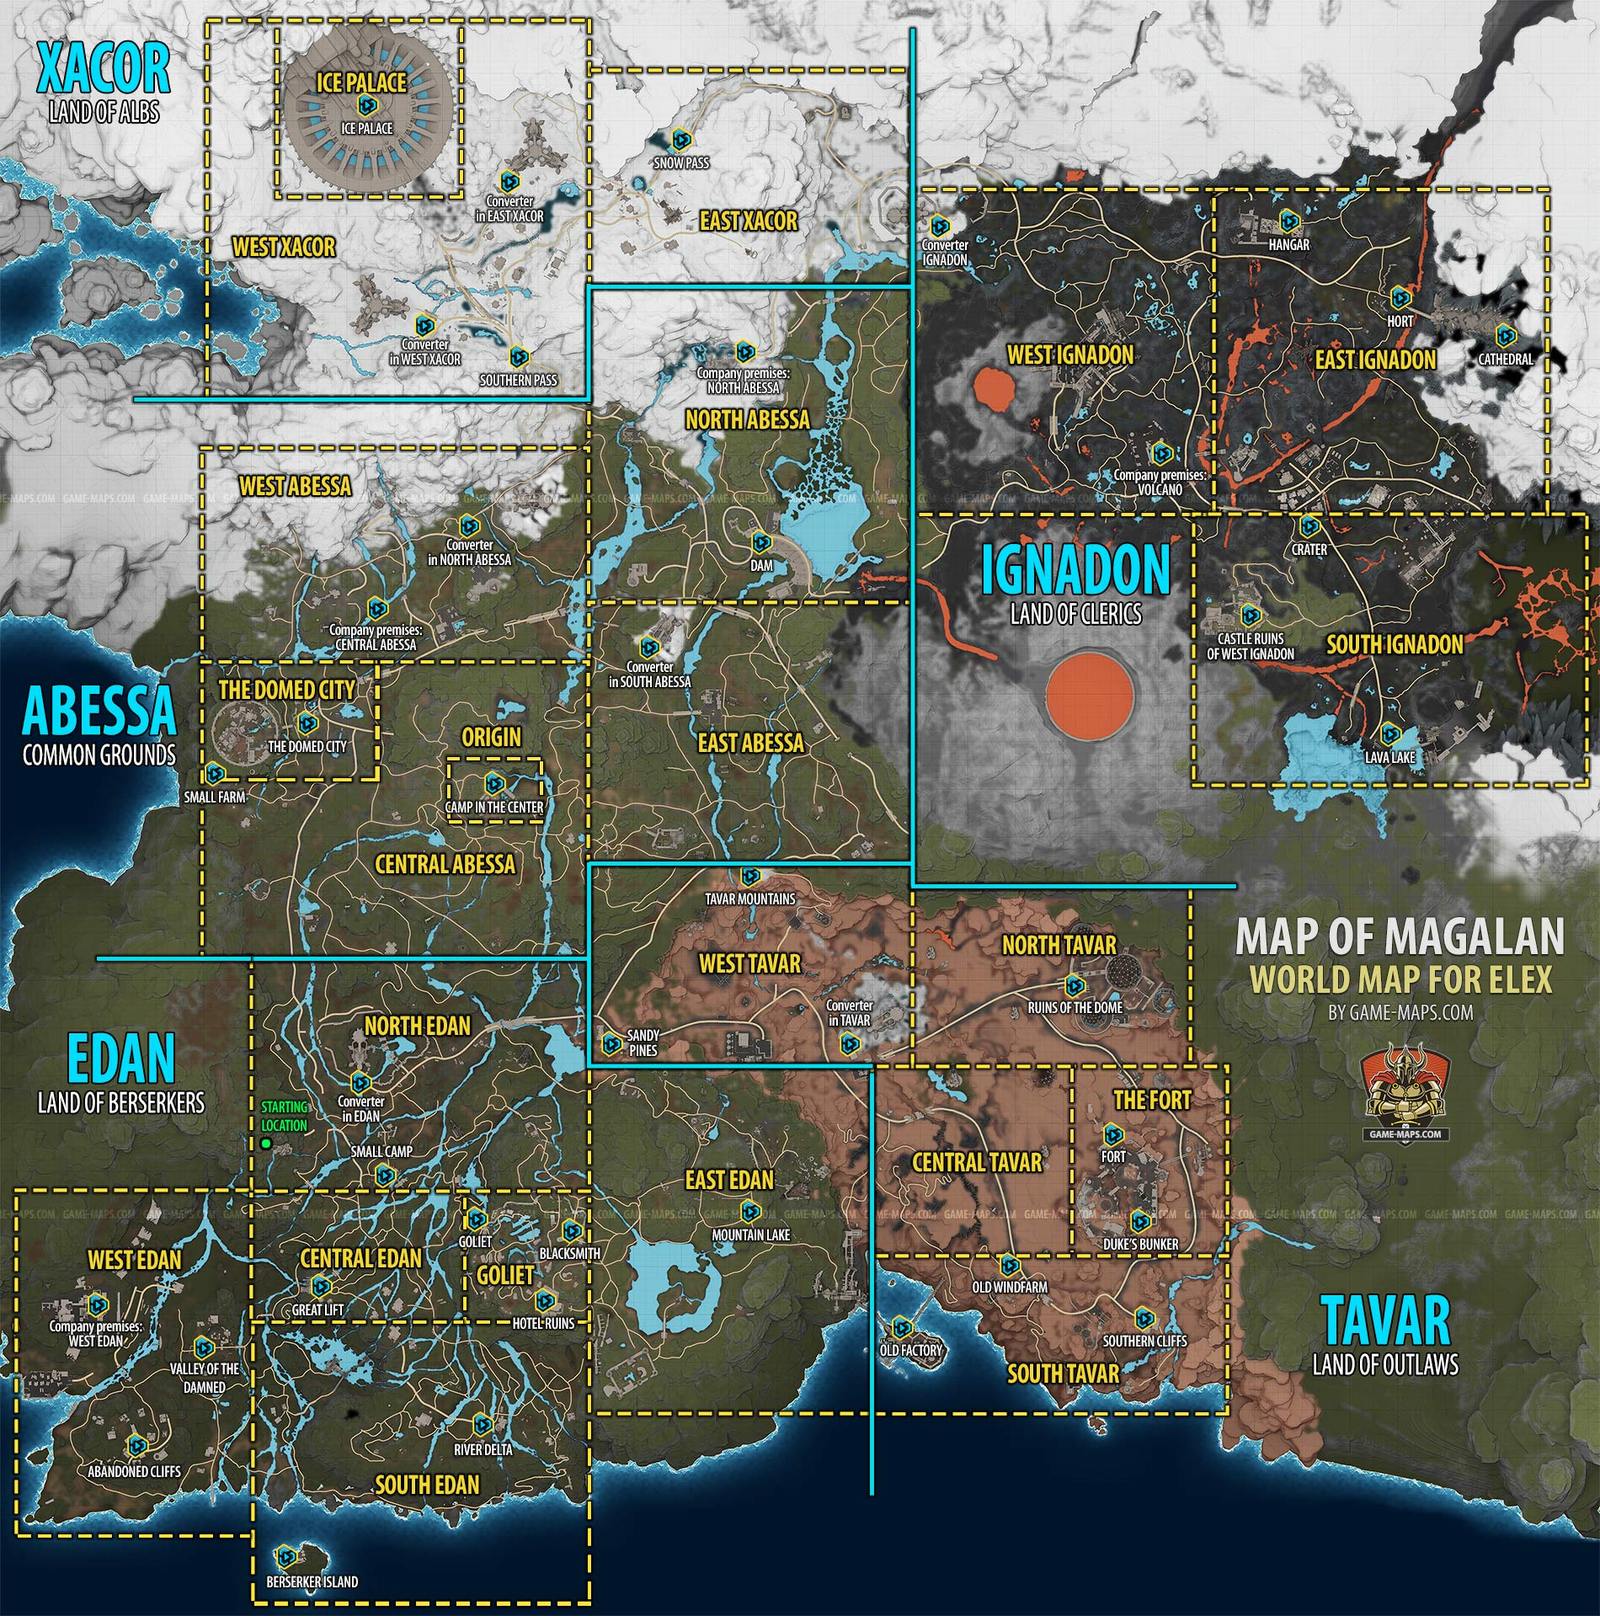 XACOR
LAND OF ALBS
ICE PALACE
ICE PALACE
WEST XACOR
Converter
in EAST XACOR
Converter
in WEST XACOR
SOUTHERN PASS
SNOW PASS
EAST XACOR
Converter
IGNADON
HANGAR
HORT
CATHEDRAL
WEST IGNADON
EAST IGNADON
Company premises:
VOLCANO
Company premises:
NORTH ABESSA
NORTH ABESSA
WEST ABESSA
Converter
in NORTH ABESSA
DAM
IGNADON
LAND OF CLERICS
CRATER
CASTLE RUINS
OF WEST IGNADON
SOUTH IGNADON
LAVA LAKE
Company premises:
CENTRAL ABESSA
Converter
in SOUTH ABESSA
ABESSA
COMMON GROUNDS
THE DOMED CITY
THE DOMED CITY
SMALL FARM
ORIGIN
CAMP IN THE CENTER
EAST ABESSA
CENTRAL ABESSA
TAVAR MOUNTAINS
WEST TAVAR
NORTH TAVAR
RUINS OF THE DOME
Converter
in TAVAR
SANDY
PINES
MAP OF MAGALAN
WORLD MAP FOR ELEX
BY GAME-MAPS.COM
GAME-MAPS.COM
EDAN
LAND OF BERSERKERS
NORTH EDAN
Converter
in EDAN
STARTING
LOCATION
SMALL CAMP
THE FORT
FORT
DUKE'S BUNKER
CENTRAL TAVAR
EAST EDAN
MOUNTAIN LAKE
WEST EDAN
Company premises:
WEST EDAN
VALLEY OF THE
DAMNED
ABANDONED CLIFFS
CENTRAL EDAN
GREAT LIFT
GOLIET
BLACKSMITH
GOLIET
HOTEL RUINS
OLD WINDFARM
OLD FACTORY
SOUTHERN CLIFFS
SOUTH TAVAR
TAVAR
LAND OF OUTLAWS
RIVER DELTA
SOUTH EDAN
BERSERKER ISLAND